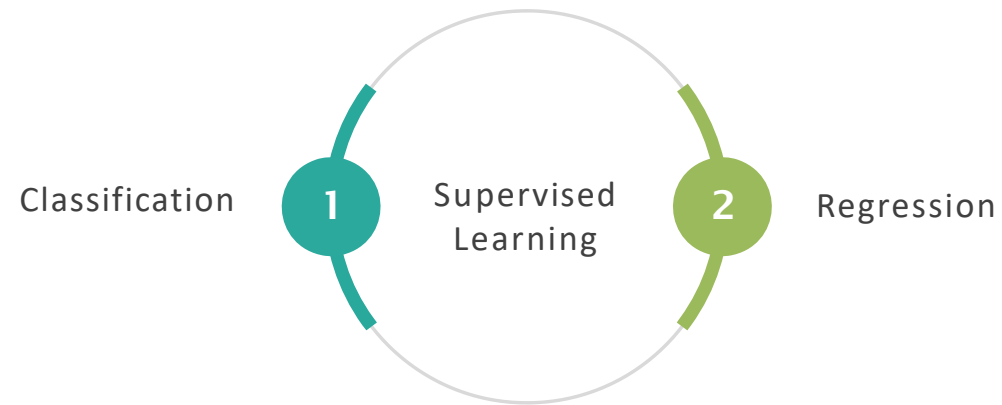 Classification
1
Supervised
Learning
2
Regression